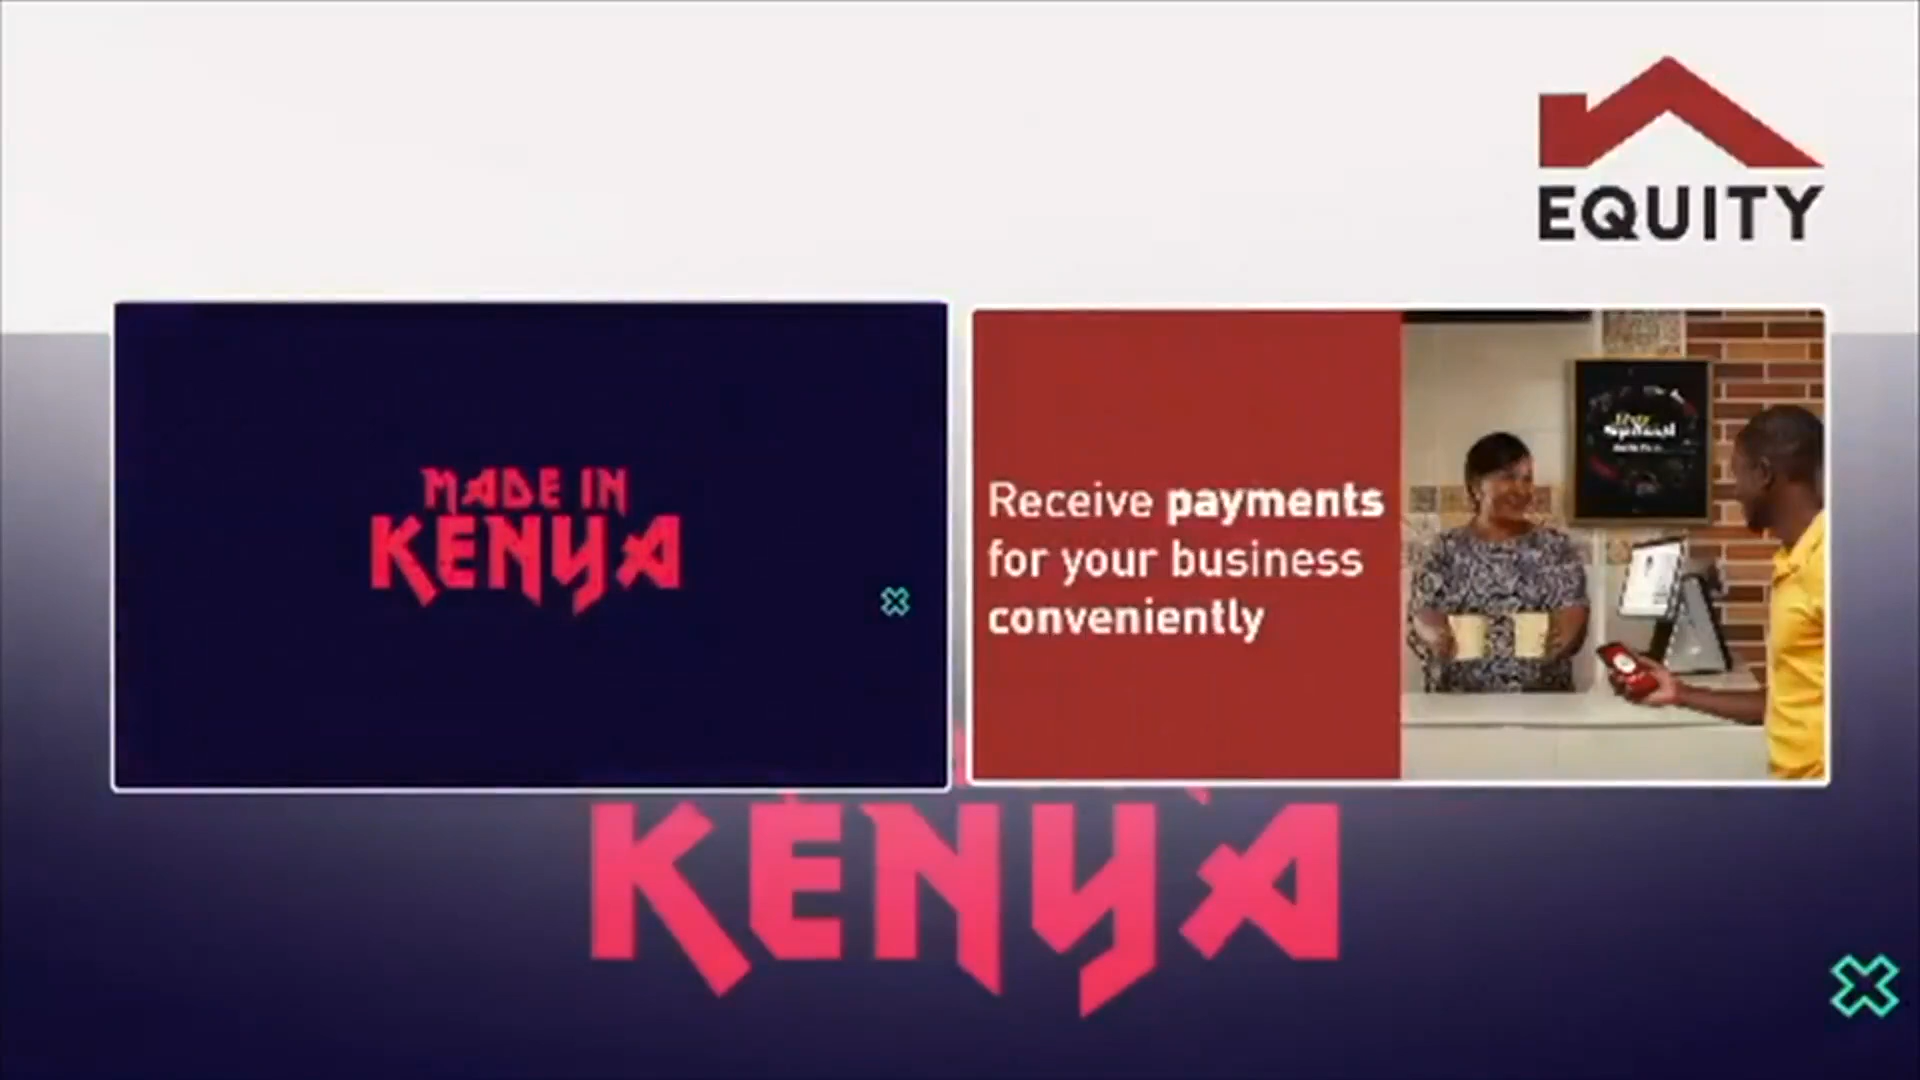 EQUITY
MADE IN
KENYA
Receive payments
for your business
conveniently
KENYA